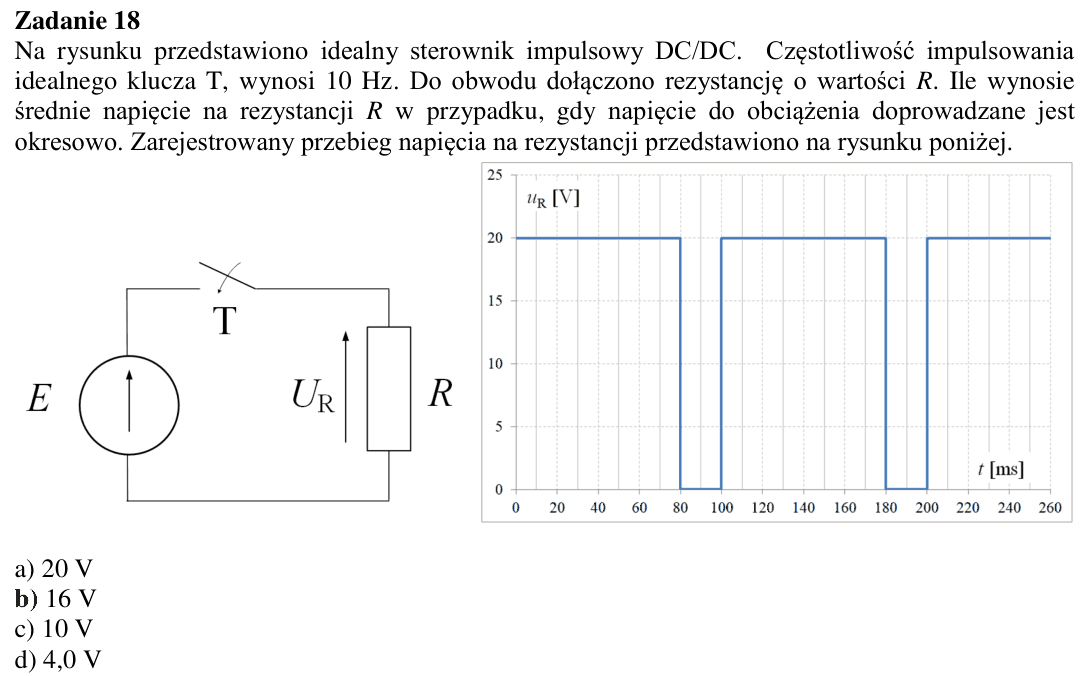 Zadanie 18
Na rysunku przedstawiono idealny sterownik impulsowy DC/DC. Częstotliwość impulsowania
idealnego klucza T, wynosi 10 Hz. Do obwodu dołączono rezystancję o wartości R. Ile wynosie
średnie napięcie na rezystancji R w przypadku, gdy napięcie do obciążenia doprowadzane jest
okresowo. Zarejestrowany przebieg napięcia na rezystancji przedstawiono na rysunku poniżej.
25
uR [V]
20
15
10
5
0
t [ms]
0 20 40 60 80 100 120 140 160 180 200 220 240 260
T
E
UR
R
a) 20 V
b) 16 V
c) 10 V
d) 4,0 V